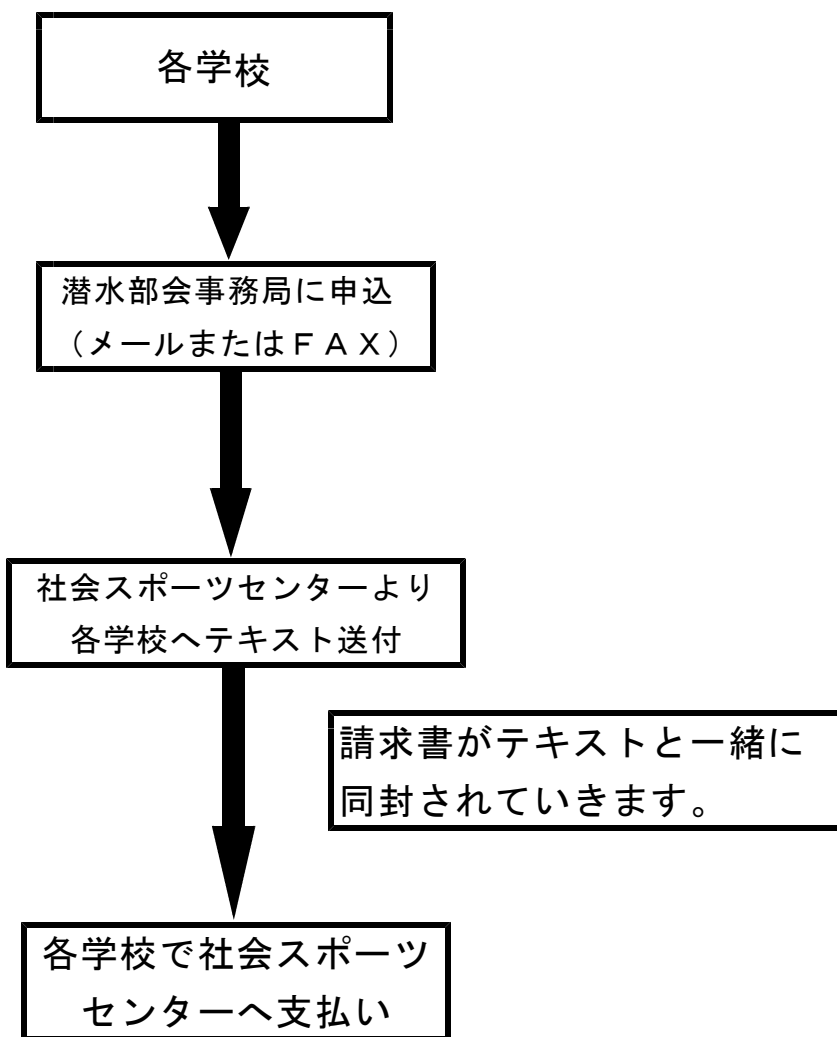 各学校
潜水部会事務局に申込
（メールまたはＦＡＸ）
社会スポーツセンターより
各学校へテキスト送付
請求書がテキストと一緒に
同封されていきます。
各学校で社会スポーツ
センターへ支払い